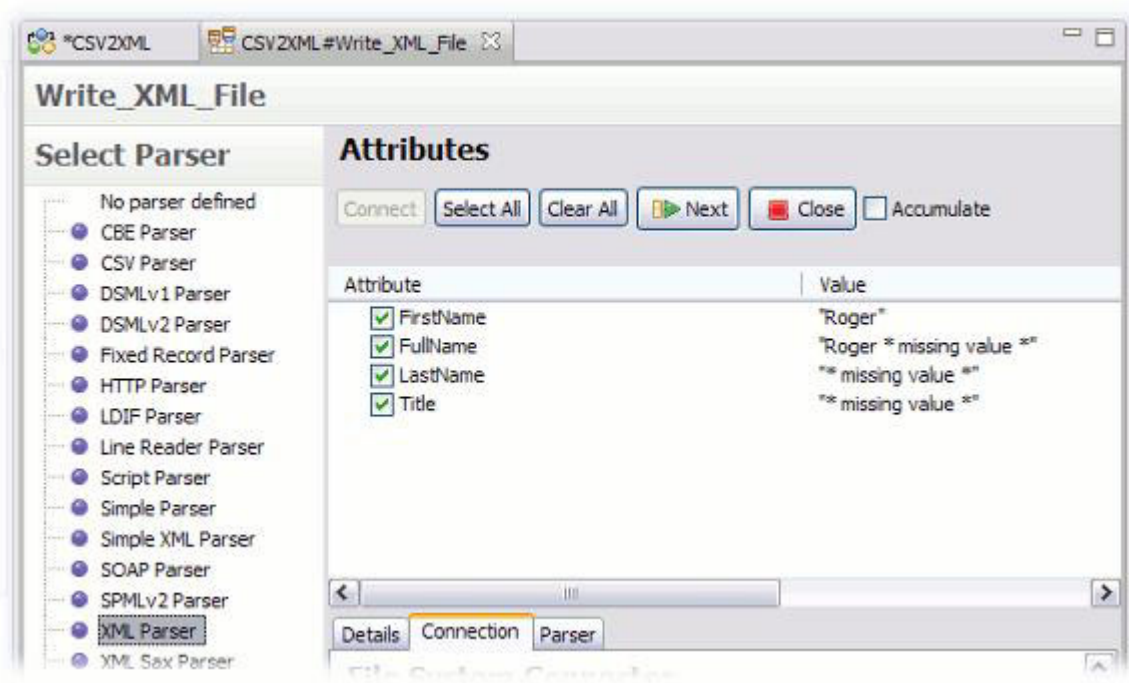 *CSV2XML
CSV2XML#Write_XML_File
Write_XML_File
Select Parser
No parser defined
CBE Parser
CSV Parser
DSMLv1 Parser
DSMLv2 Parser
Fixed Record Parser
HTTP Parser
LDIF Parser
Line Reader Parser
Script Parser
Simple Parser
Simple XML Parser
SOAP Parser
SPMLv2 Parser
XML Parser
XML Sax Parser
Attributes
Connect Select All Clear All Next Close Accumulate
Attribute Value
FirstName "Roger"
FullName "Roger * missing value *"
LastName "* missing value *"
Title "* missing value *"
Details Connection Parser
File System Connector